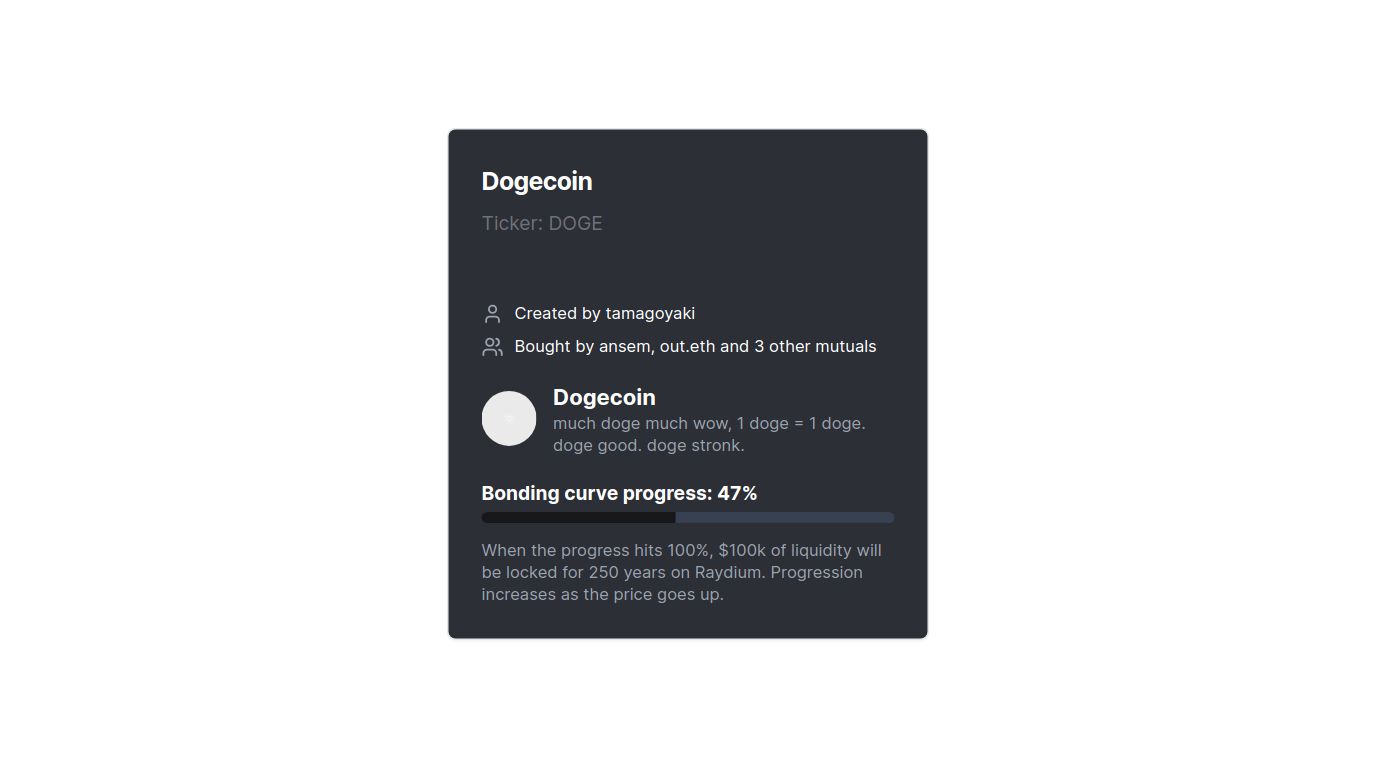 Dogecoin
Ticker: DOGE
Created by tamagoyaki
Bought by ansem, out.eth and 3 other mutuals
Dogecoin
much doge much wow, 1 doge = 1 doge.
doge good. doge stronk.
Bonding curve progress: 47%
When the progress hits 100%, $100k of liquidity will
be locked for 250 years on Raydium. Progression
increases as the price goes up.